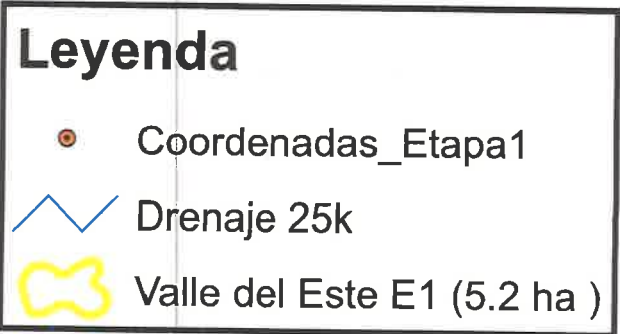 Leyenda
Coordenadas_Etapa1
Drenaje 25k
Valle del Este E1 (5.2 ha )